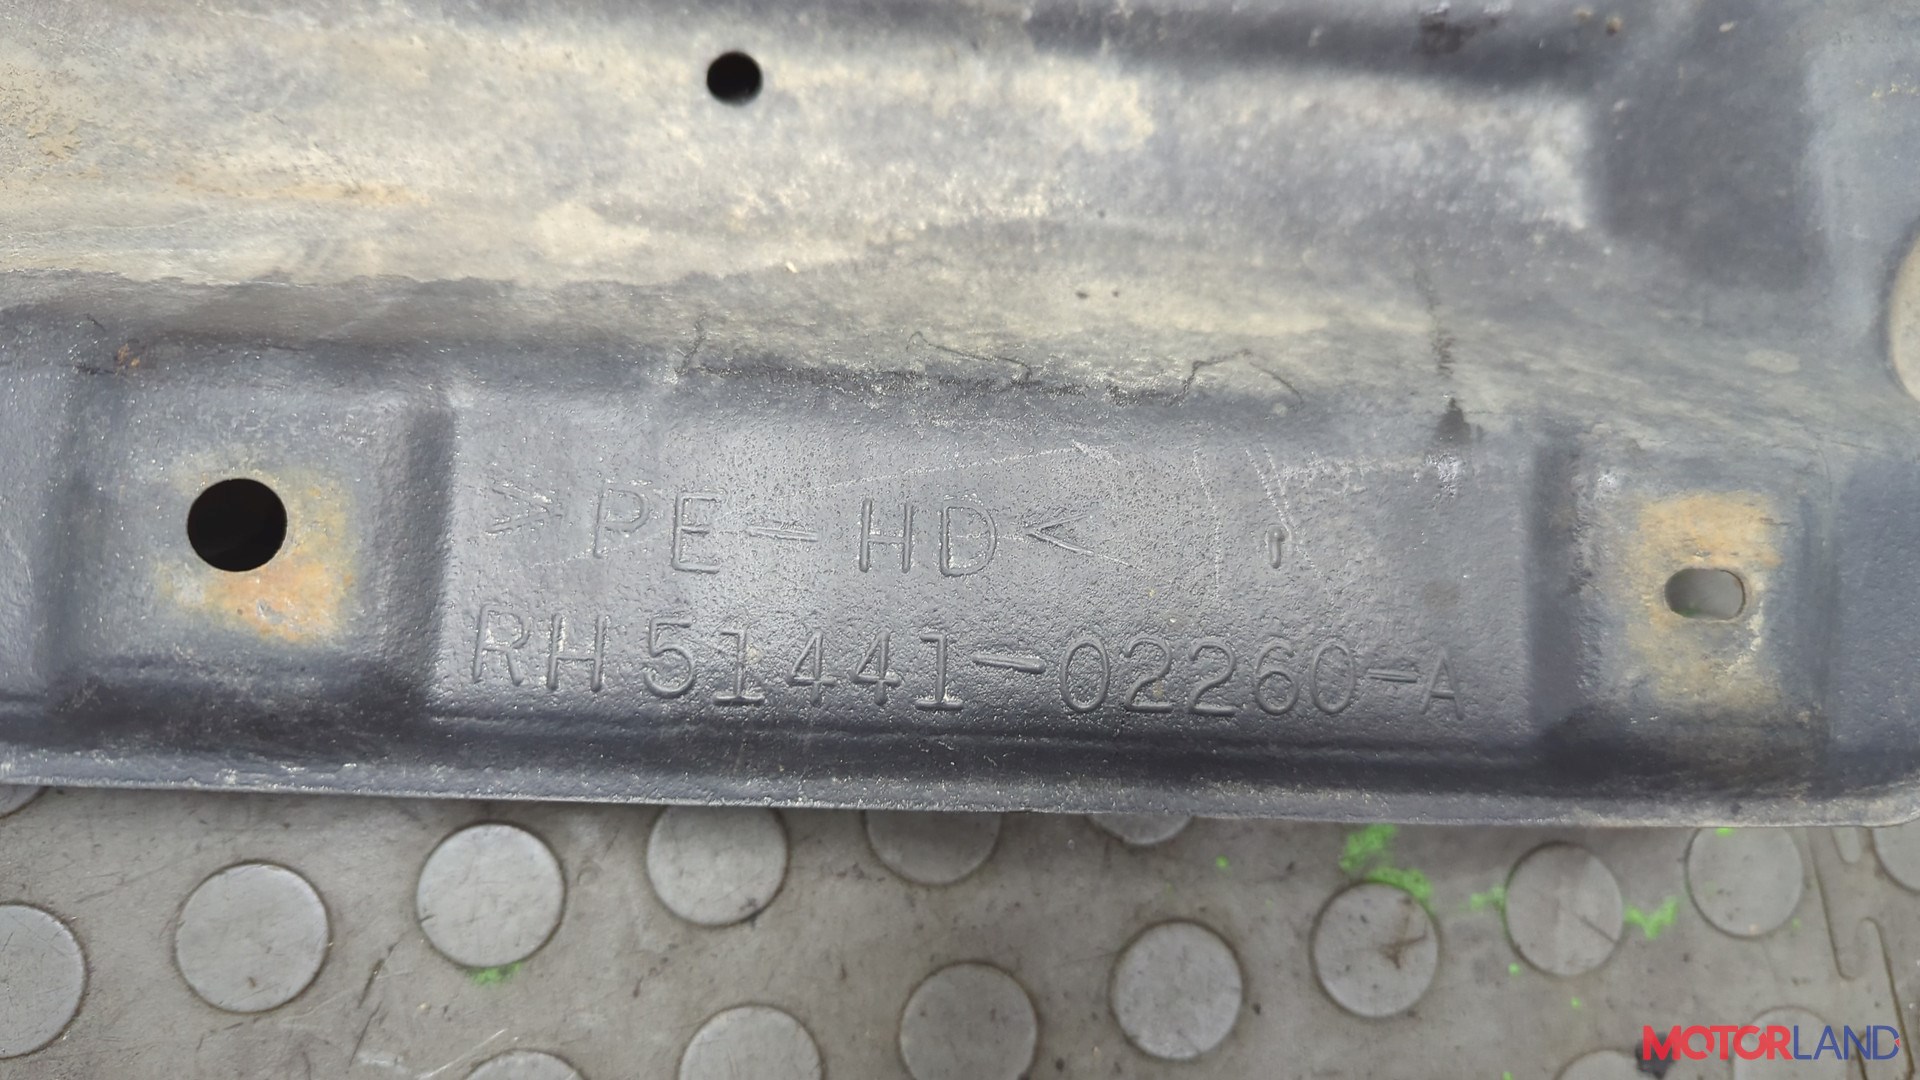 >PE-HD<
RH 51441-02260-A
MOTORLAND